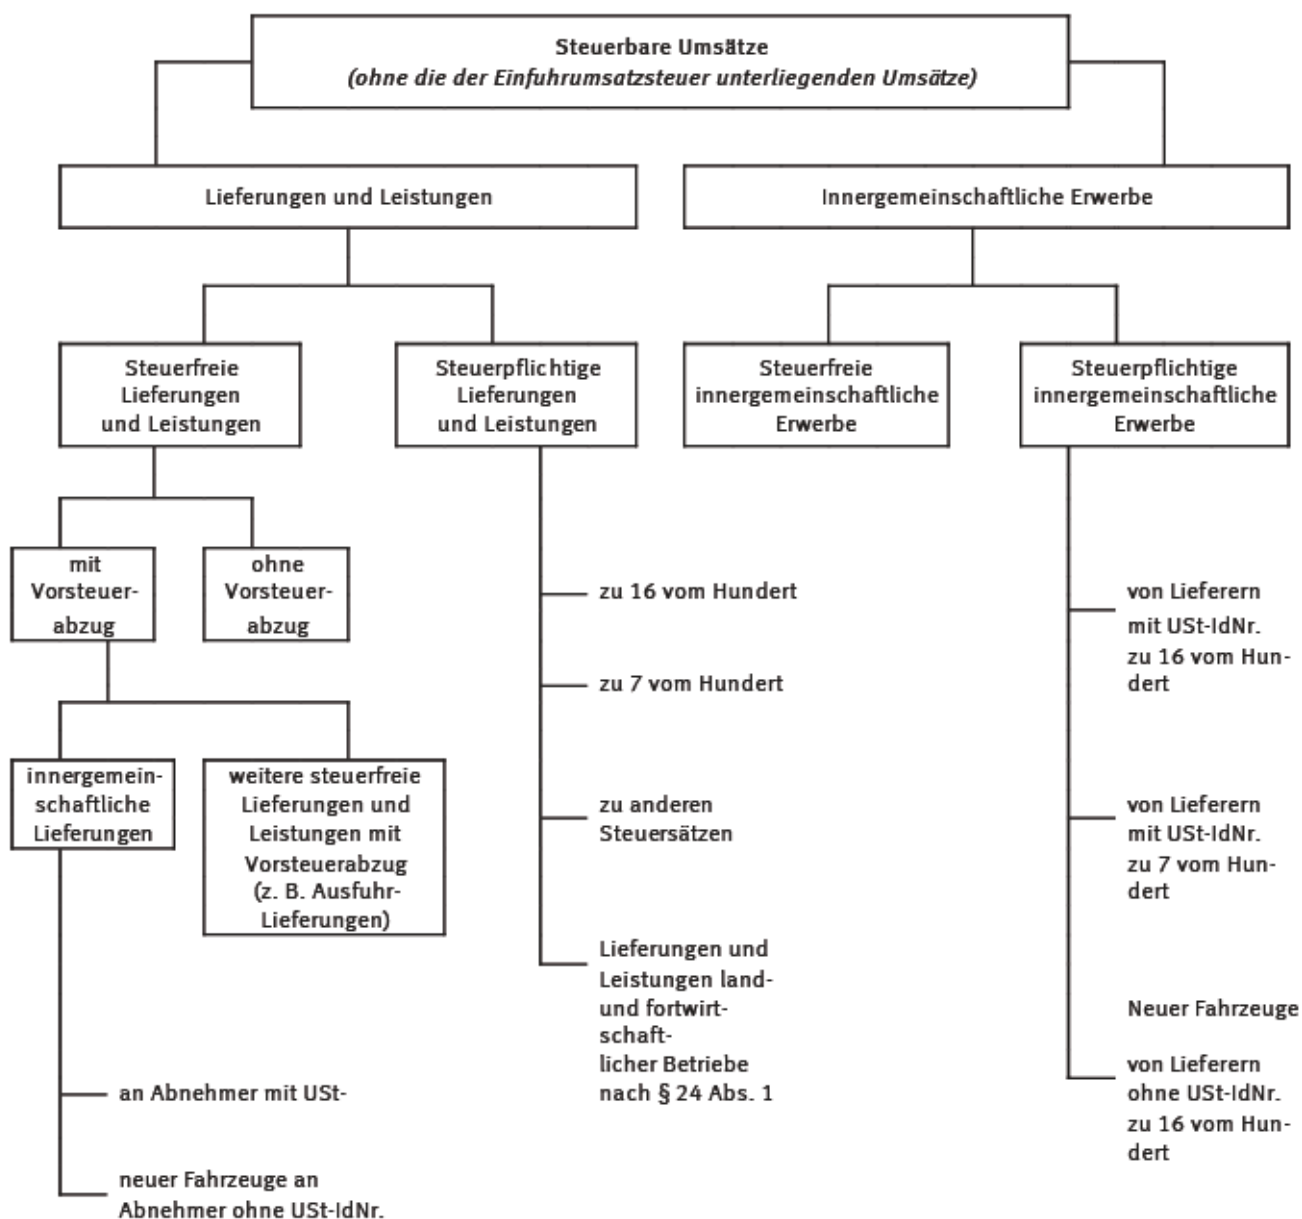 Steuerbare Umsätze
(ohne die der Einfuhrumsatzsteuer unterliegenden Umsätze)
Lieferungen und Leistungen
Innergemeinschaftliche Erwerbe
Steuerfreie
Lieferungen
und Leistungen
Steuerpflichtige
Lieferungen
und Leistungen
Steuerfreie
innergemeinschaftliche
Erwerbe
Steuerpflichtige
innergemeinschaftliche
Erwerbe
mit
Vorsteuer-
abzug
ohne
Vorsteuer-
abzug
innergemein-
schaftliche
Lieferungen
weitere steuerfreie
Lieferungen und
Leistungen mit
Vorsteuerabzug
(z. B. Ausfuhr-
Lieferungen)
an Abnehmer mit USt-
neuer Fahrzeuge an
Abnehmer ohne USt-IdNr.
zu 16 vom Hundert
zu 7 vom Hundert
zu anderen
Steuersätzen
Lieferungen und
Leistungen land-
und fortwirt-
schaft-
licher Betriebe
nach § 24 Abs. 1
von Lieferern
mit USt-IdNr.
zu 16 vom Hun-
dert
von Lieferern
mit USt-IdNr.
zu 7 vom Hun-
dert
Neuer Fahrzeuge
von Lieferern
ohne USt-IdNr.
zu 16 vom Hun-
dert